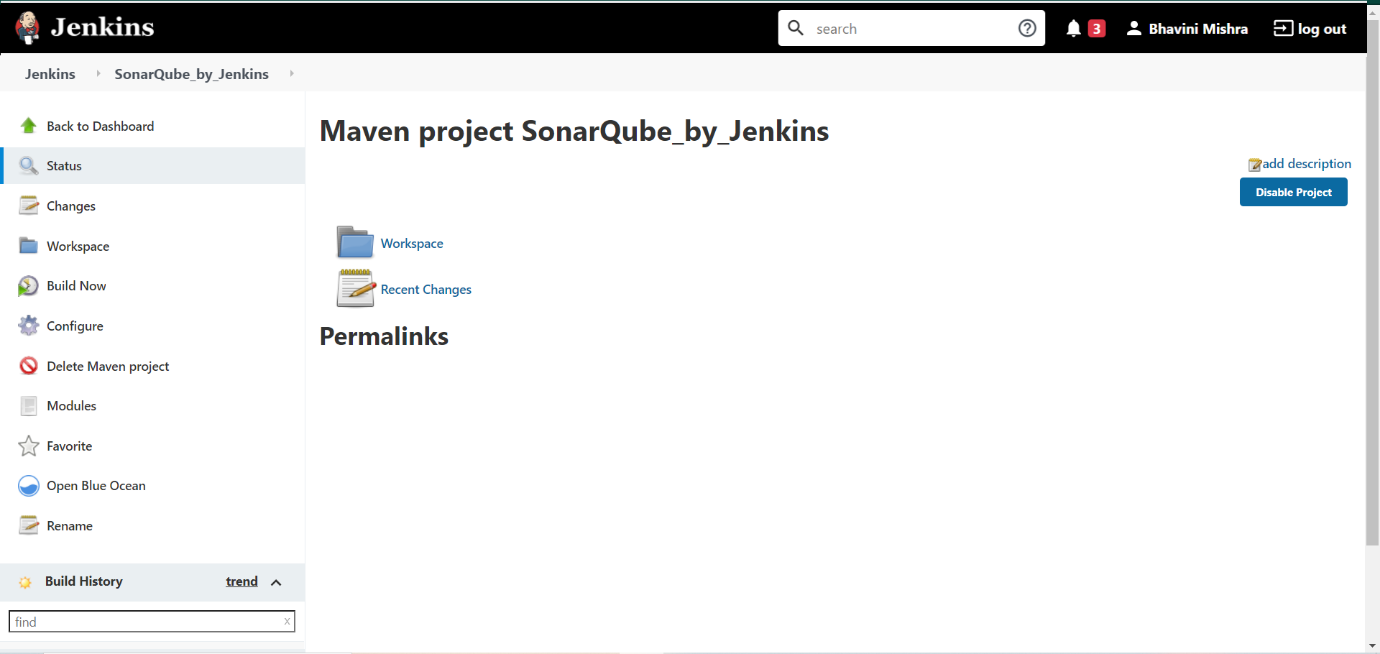 Jenkins
search
3
Bhavini Mishra
log out
Jenkins
SonarQube_by_Jenkins
Back to Dashboard
Status
Changes
Workspace
Build Now
Configure
Delete Maven project
Modules
Favorite
Open Blue Ocean
Rename
Build History
trend
find
x
Maven project SonarQube_by_Jenkins
add description
Disable Project
Workspace
Recent Changes
Permalinks